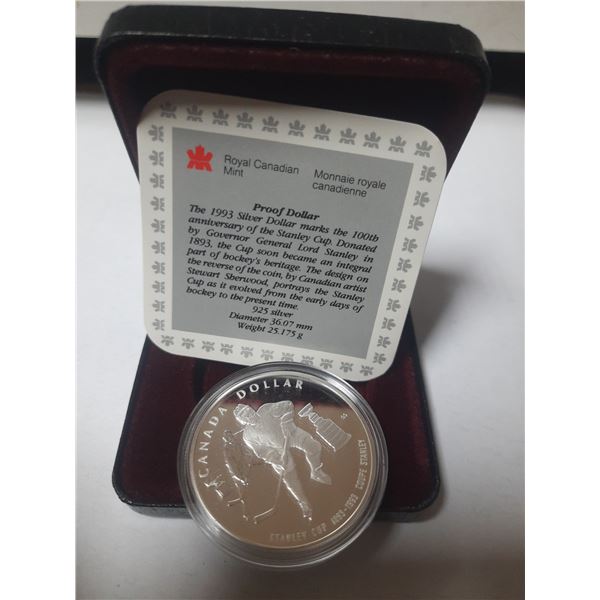 Royal Canadian
Mint
Monnaie royale
canadienne
Proof Dollar
The 1993 Silver Dollar marks the 100th
anniversary of the Stanley Cup. Donated
by Governor General Lord Stanley in
1893, the Cup soon became an integral
part of hockey's heritage. The design on
the reverse of the coin, by Canadian artist
Stewart Sherwood, portrays the Stanley
Cup as it evolved from the early days of
hockey to the present time.
925 silver
Diameter 36.07 mm
Weight 25.175 g
CANADA DOLLAR
STANLEY CUP 1893-1993 COUPE STANLEY